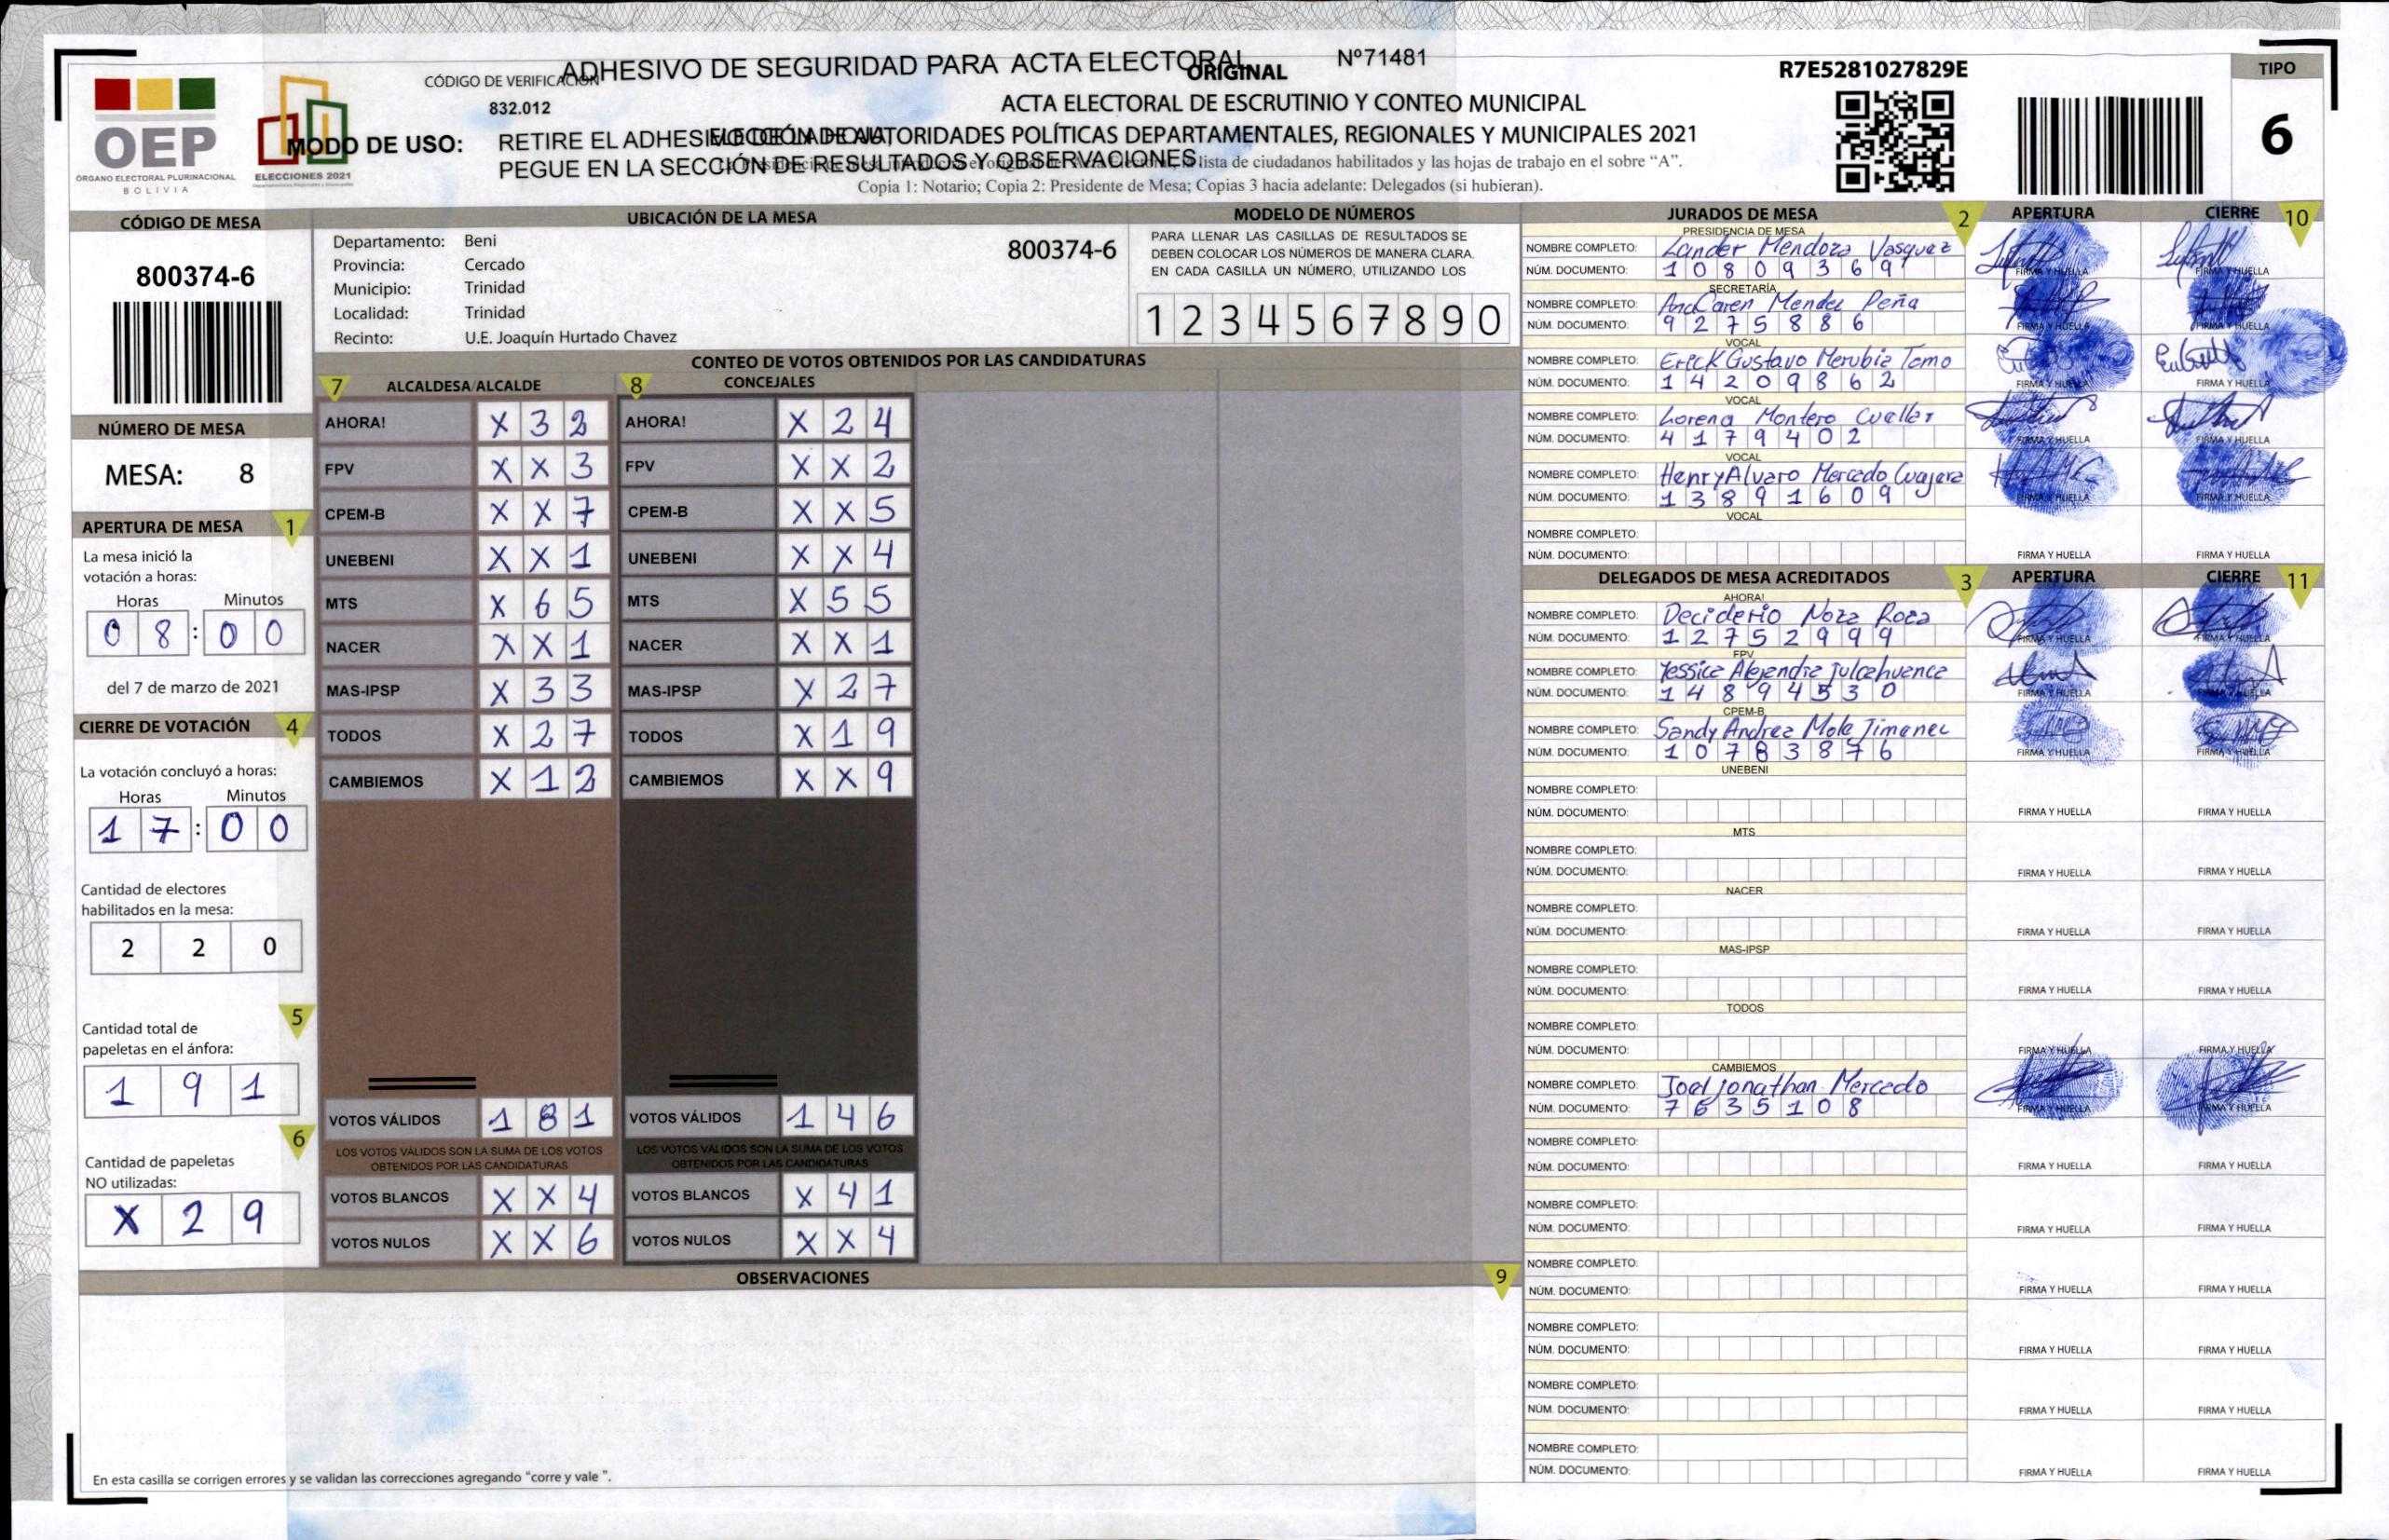 ADHESIVO DE SEGURIDAD PARA ACTA ELECTORAL Nº71481
CÓDIGO DE VERIFICACIÓN
832.012
ORIGINAL
R7E5281027829E
TIPO
6
OEP
ÓRGANO ELECTORAL PLURINACIONAL
BOLIVIA
ELECCIONES 2021
ACTA ELECTORAL DE ESCRUTINIO Y CONTEO MUNICIPAL
MODO DE USO: RETIRE EL ADHESIVO DE LA HOJA,
ELECCIÓN DE AUTORIDADES POLÍTICAS DEPARTAMENTALES, REGIONALES Y MUNICIPALES 2021
PEGUE EN LA SECCIÓN DE RESULTADOS Y OBSERVACIONES
lista de ciudadanos habilitados y las hojas de trabajo en el sobre “A”.
Copia 1: Notario; Copia 2: Presidente de Mesa; Copias 3 hacia adelante: Delegados (si hubieran).
CÓDIGO DE MESA
800374-6
NÚMERO DE MESA
MESA: 8
APERTURA DE MESA 1
La mesa inició la
votación a horas:
Horas Minutos
0 8 : 0 0
del 7 de marzo de 2021
CIERRE DE VOTACIÓN 4
La votación concluyó a horas:
Horas Minutos
1 7 : 0 0
Cantidad de electores
habilitados en la mesa:
2 2 0
5
Cantidad total de
papeletas en el ánfora:
1 9 1
6
Cantidad de papeletas
NO utilizadas:
X 2 9
UBICACIÓN DE LA MESA
Departamento: Beni
800374-6
Provincia: Cercado
Municipio: Trinidad
Localidad: Trinidad
Recinto: U.E. Joaquín Hurtado Chavez
MODELO DE NÚMEROS
PARA LLENAR LAS CASILLAS DE RESULTADOS SE
DEBEN COLOCAR LOS NÚMEROS DE MANERA CLARA.
EN CADA CASILLA UN NÚMERO, UTILIZANDO LOS
1 2 3 4 5 6 7 8 9 0
CONTEO DE VOTOS OBTENIDOS POR LAS CANDIDATURAS
7 ALCALDESA/ALCALDE
AHORA! X 3 2
FPV X X 3
CPEM-B X X 7
UNEBENI X X 1
MTS X 6 5
NACER X X 1
MAS-IPSP X 3 3
TODOS X 2 7
CAMBIEMOS X 1 2
VOTOS VÁLIDOS 1 8 1
LOS VOTOS VÁLIDOS SON LA SUMA DE LOS VOTOS
OBTENIDOS POR LAS CANDIDATURAS
VOTOS BLANCOS X X 4
VOTOS NULOS X X 6
8 CONCEJALES
AHORA! X 2 4
FPV X X 2
CPEM-B X X 5
UNEBENI X X 4
MTS X 5 5
NACER X X 1
MAS-IPSP X 2 7
TODOS X 1 9
CAMBIEMOS X X 9
VOTOS VÁLIDOS 1 4 6
LOS VOTOS VÁLIDOS SON LA SUMA DE LOS VOTOS
OBTENIDOS POR LAS CANDIDATURAS
VOTOS BLANCOS X 4 1
VOTOS NULOS X X 4
OBSERVACIONES 9
En esta casilla se corrigen errores y se validan las correcciones agregando “corre y vale ”.
JURADOS DE MESA 2 APERTURA CIERRE 10
PRESIDENCIA DE MESA
NOMBRE COMPLETO: Lander Mendoza Vasquez
NÚM. DOCUMENTO: 1 0 8 0 9 3 6 9 FIRMA Y HUELLA FIRMA Y HUELLA
SECRETARÍA
NOMBRE COMPLETO: Ana Caren Mendez Peña
NÚM. DOCUMENTO: 9 2 7 5 8 8 6 FIRMA Y HUELLA FIRMA Y HUELLA
VOCAL
NOMBRE COMPLETO: Erick Gustavo Merubia Tamo
NÚM. DOCUMENTO: 1 4 2 0 9 8 6 2 FIRMA Y HUELLA FIRMA Y HUELLA
VOCAL
NOMBRE COMPLETO: Lorena Montero Cuellar
NÚM. DOCUMENTO: 4 1 7 9 4 0 2 FIRMA Y HUELLA FIRMA Y HUELLA
VOCAL
NOMBRE COMPLETO: Henry Alvaro Mercado Guajera
NÚM. DOCUMENTO: 1 3 8 9 1 6 0 9 FIRMA Y HUELLA FIRMA Y HUELLA
VOCAL
NOMBRE COMPLETO:
NÚM. DOCUMENTO: FIRMA Y HUELLA FIRMA Y HUELLA
DELEGADOS DE MESA ACREDITADOS 3 APERTURA CIERRE 11
AHORA!
NOMBRE COMPLETO: Deciderio Noza Roca
NÚM. DOCUMENTO: 1 2 7 5 2 9 9 9 FIRMA Y HUELLA FIRMA Y HUELLA
FPV
NOMBRE COMPLETO: Yessica Alejandra Julcahuanca
NÚM. DOCUMENTO: 1 4 8 9 4 5 3 0 FIRMA Y HUELLA FIRMA Y HUELLA
CPEM-B
NOMBRE COMPLETO: Sandy Andrea Mole Jimenec
NÚM. DOCUMENTO: 1 0 7 8 3 8 7 6 FIRMA Y HUELLA FIRMA Y HUELLA
UNEBENI
NOMBRE COMPLETO:
NÚM. DOCUMENTO: FIRMA Y HUELLA FIRMA Y HUELLA
MTS
NOMBRE COMPLETO:
NÚM. DOCUMENTO: FIRMA Y HUELLA FIRMA Y HUELLA
NACER
NOMBRE COMPLETO:
NÚM. DOCUMENTO: FIRMA Y HUELLA FIRMA Y HUELLA
MAS-IPSP
NOMBRE COMPLETO:
NÚM. DOCUMENTO: FIRMA Y HUELLA FIRMA Y HUELLA
TODOS
NOMBRE COMPLETO:
NÚM. DOCUMENTO: FIRMA Y HUELLA FIRMA Y HUELLA
CAMBIEMOS
NOMBRE COMPLETO: Joel Jonathan Mercado
NÚM. DOCUMENTO: 7 6 3 5 1 0 8 FIRMA Y HUELLA FIRMA Y HUELLA
NOMBRE COMPLETO:
NÚM. DOCUMENTO: FIRMA Y HUELLA FIRMA Y HUELLA
NOMBRE COMPLETO:
NÚM. DOCUMENTO: FIRMA Y HUELLA FIRMA Y HUELLA
NOMBRE COMPLETO:
NÚM. DOCUMENTO: FIRMA Y HUELLA FIRMA Y HUELLA
NOMBRE COMPLETO:
NÚM. DOCUMENTO: FIRMA Y HUELLA FIRMA Y HUELLA
NOMBRE COMPLETO:
NÚM. DOCUMENTO: FIRMA Y HUELLA FIRMA Y HUELLA
NOMBRE COMPLETO:
NÚM. DOCUMENTO: FIRMA Y HUELLA FIRMA Y HUELLA